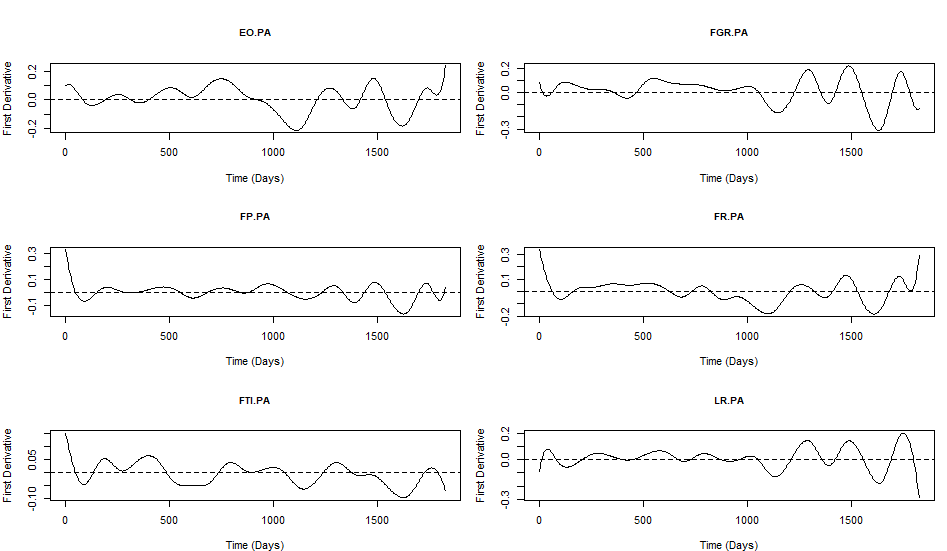 EO.PA
First Derivative
0.2
0.0
-0.2
0 500 1000 1500
Time (Days)
FGR.PA
First Derivative
0.2
0.0
-0.3
0 500 1000 1500
Time (Days)
FP.PA
First Derivative
0.3
0.1
-0.1
0 500 1000 1500
Time (Days)
FR.PA
First Derivative
0.3
0.1
-0.2
0 500 1000 1500
Time (Days)
FTI.PA
First Derivative
0.05
-0.10
0 500 1000 1500
Time (Days)
LR.PA
First Derivative
0.2
0.0
-0.3
0 500 1000 1500
Time (Days)